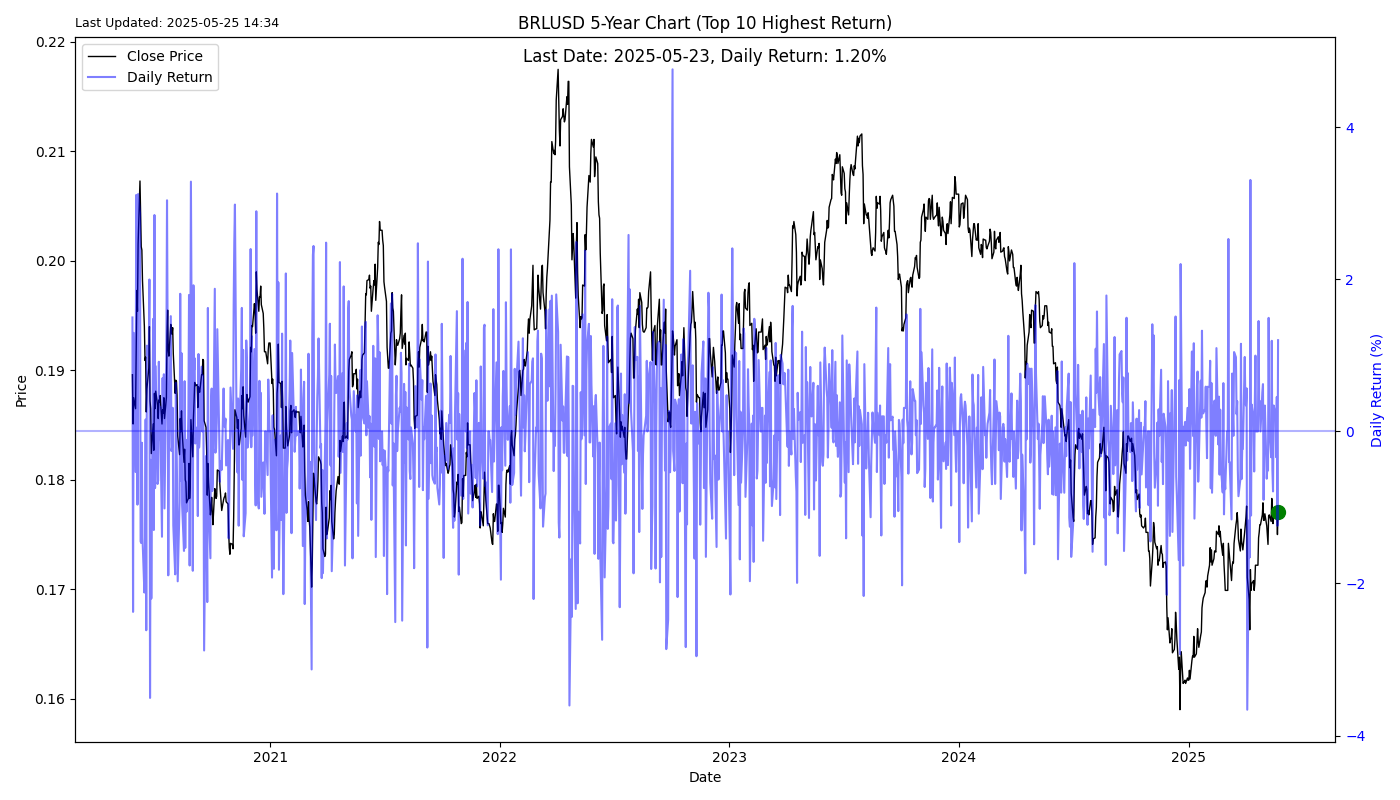 Last Updated: 2025-05-25 14:34
BRLUSD 5-Year Chart (Top 10 Highest Return)
Last Date: 2025-05-23, Daily Return: 1.20%
Close Price
Daily Return
0.22
0.21
0.20
0.19
0.18
0.17
0.16
Price
4
2
0
−2
−4
Daily Return (%)
2021
2022
2023
2024
2025
Date